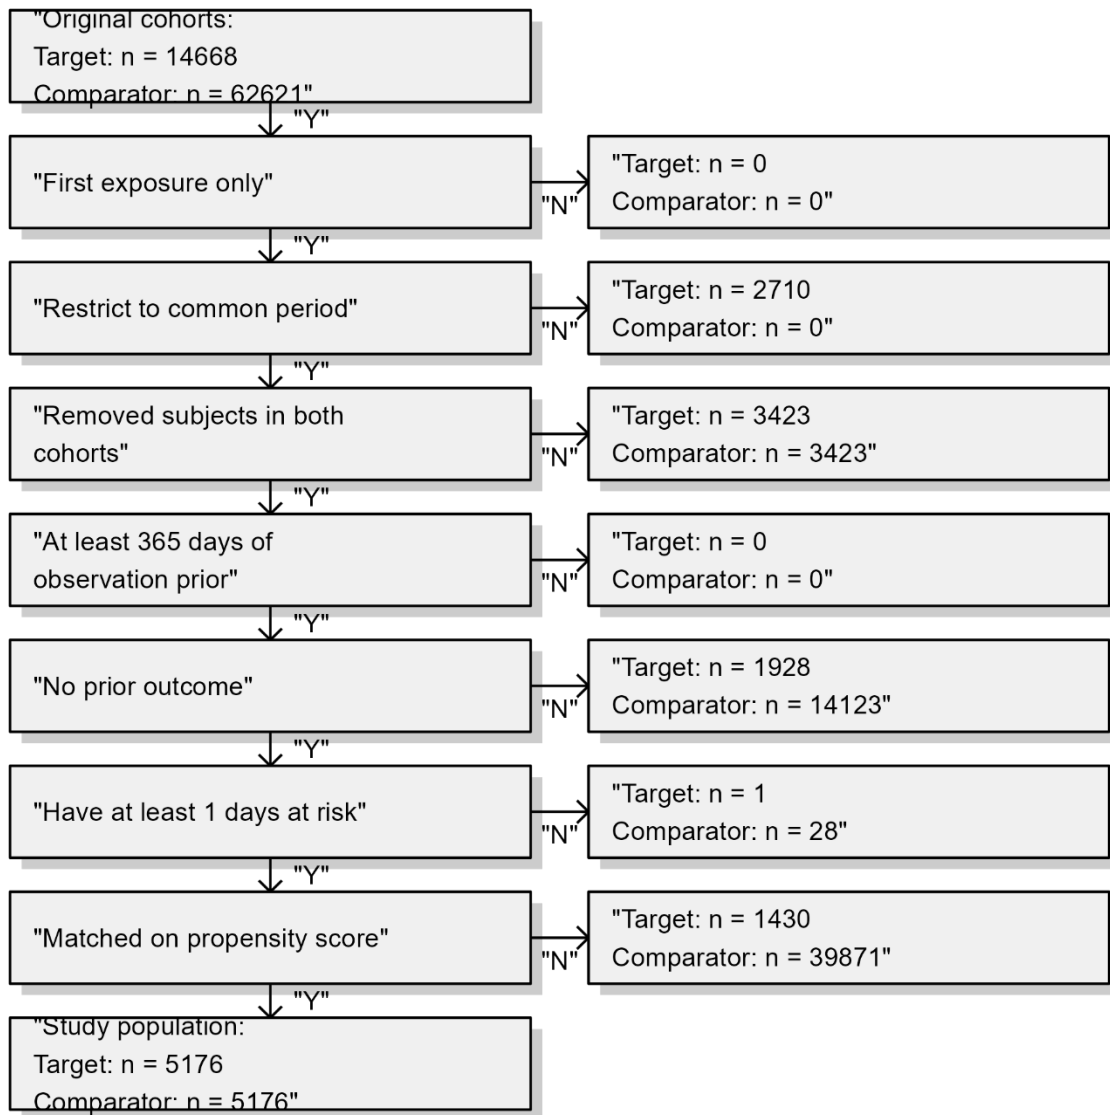 "Original cohorts:
Target: n = 14668
Comparator: n = 62621"
"Y"
"First exposure only"
"N"
"Target: n = 0
Comparator: n = 0"
"Y"
"Restrict to common period"
"N"
"Target: n = 2710
Comparator: n = 0"
"Y"
"Removed subjects in both
cohorts"
"N"
"Target: n = 3423
Comparator: n = 3423"
"Y"
"At least 365 days of
observation prior"
"N"
"Target: n = 0
Comparator: n = 0"
"Y"
"No prior outcome"
"N"
"Target: n = 1928
Comparator: n = 14123"
"Y"
"Have at least 1 days at risk"
"N"
"Target: n = 1
Comparator: n = 28"
"Y"
"Matched on propensity score"
"N"
"Target: n = 1430
Comparator: n = 39871"
"Y"
"Study population:
Target: n = 5176
Comparator: n = 5176"